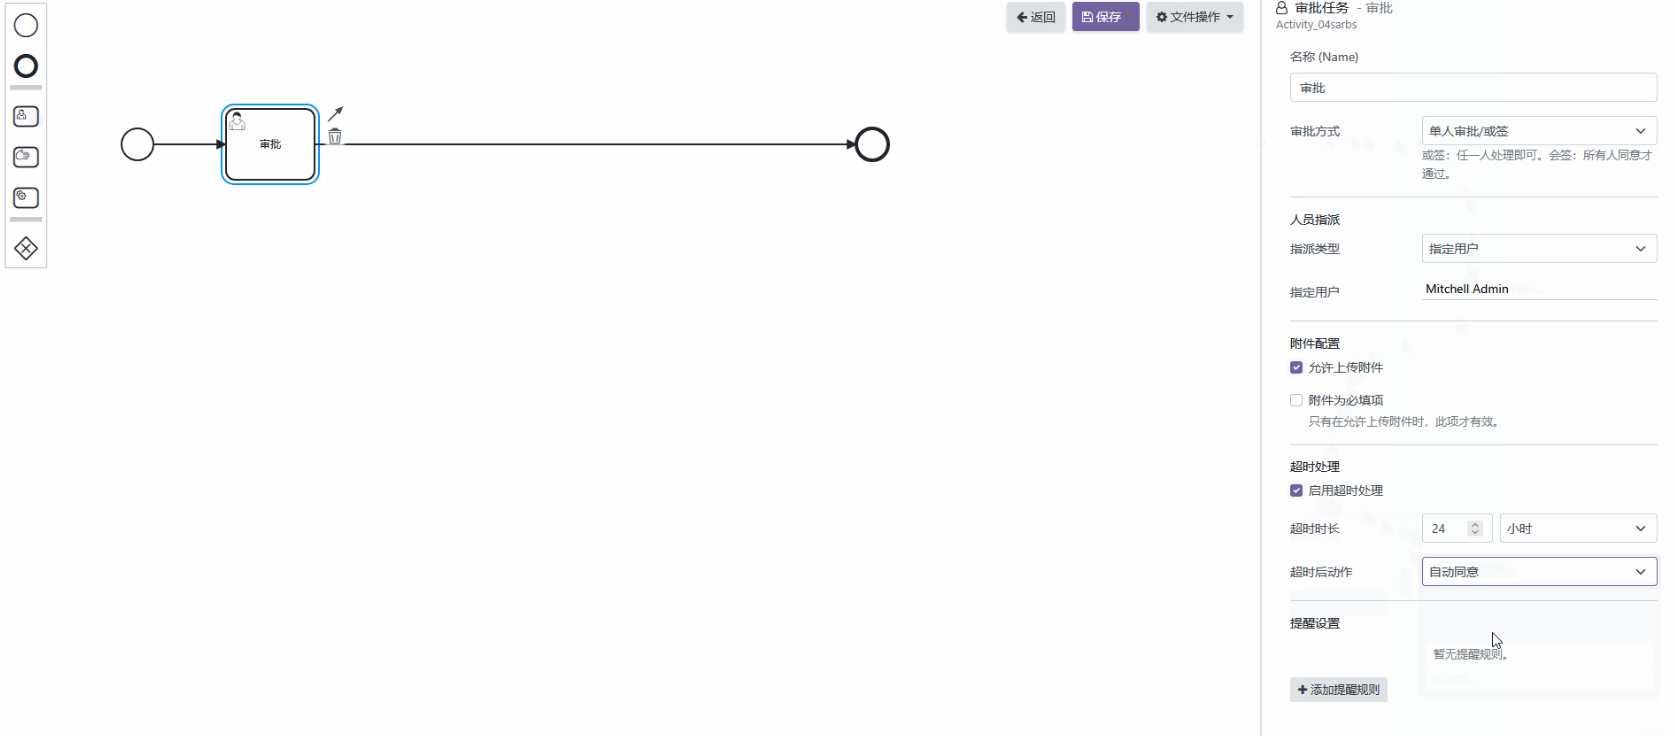 返回
保存
文件操作
审批任务 - 审批
Activity_04sarbs
名称 (Name)
审批
审批方式
单人审批/或签
或签：任一人处理即可。会签：所有人同意才
通过。
人员指派
指派类型
指定用户
指定用户
Mitchell Admin
附件配置
允许上传附件
附件为必填项
只有在允许上传附件时，此项才有效。
超时处理
启用超时处理
超时时长
24
小时
超时后动作
自动同意
提醒设置
暂无提醒规则。
添加提醒规则
审批